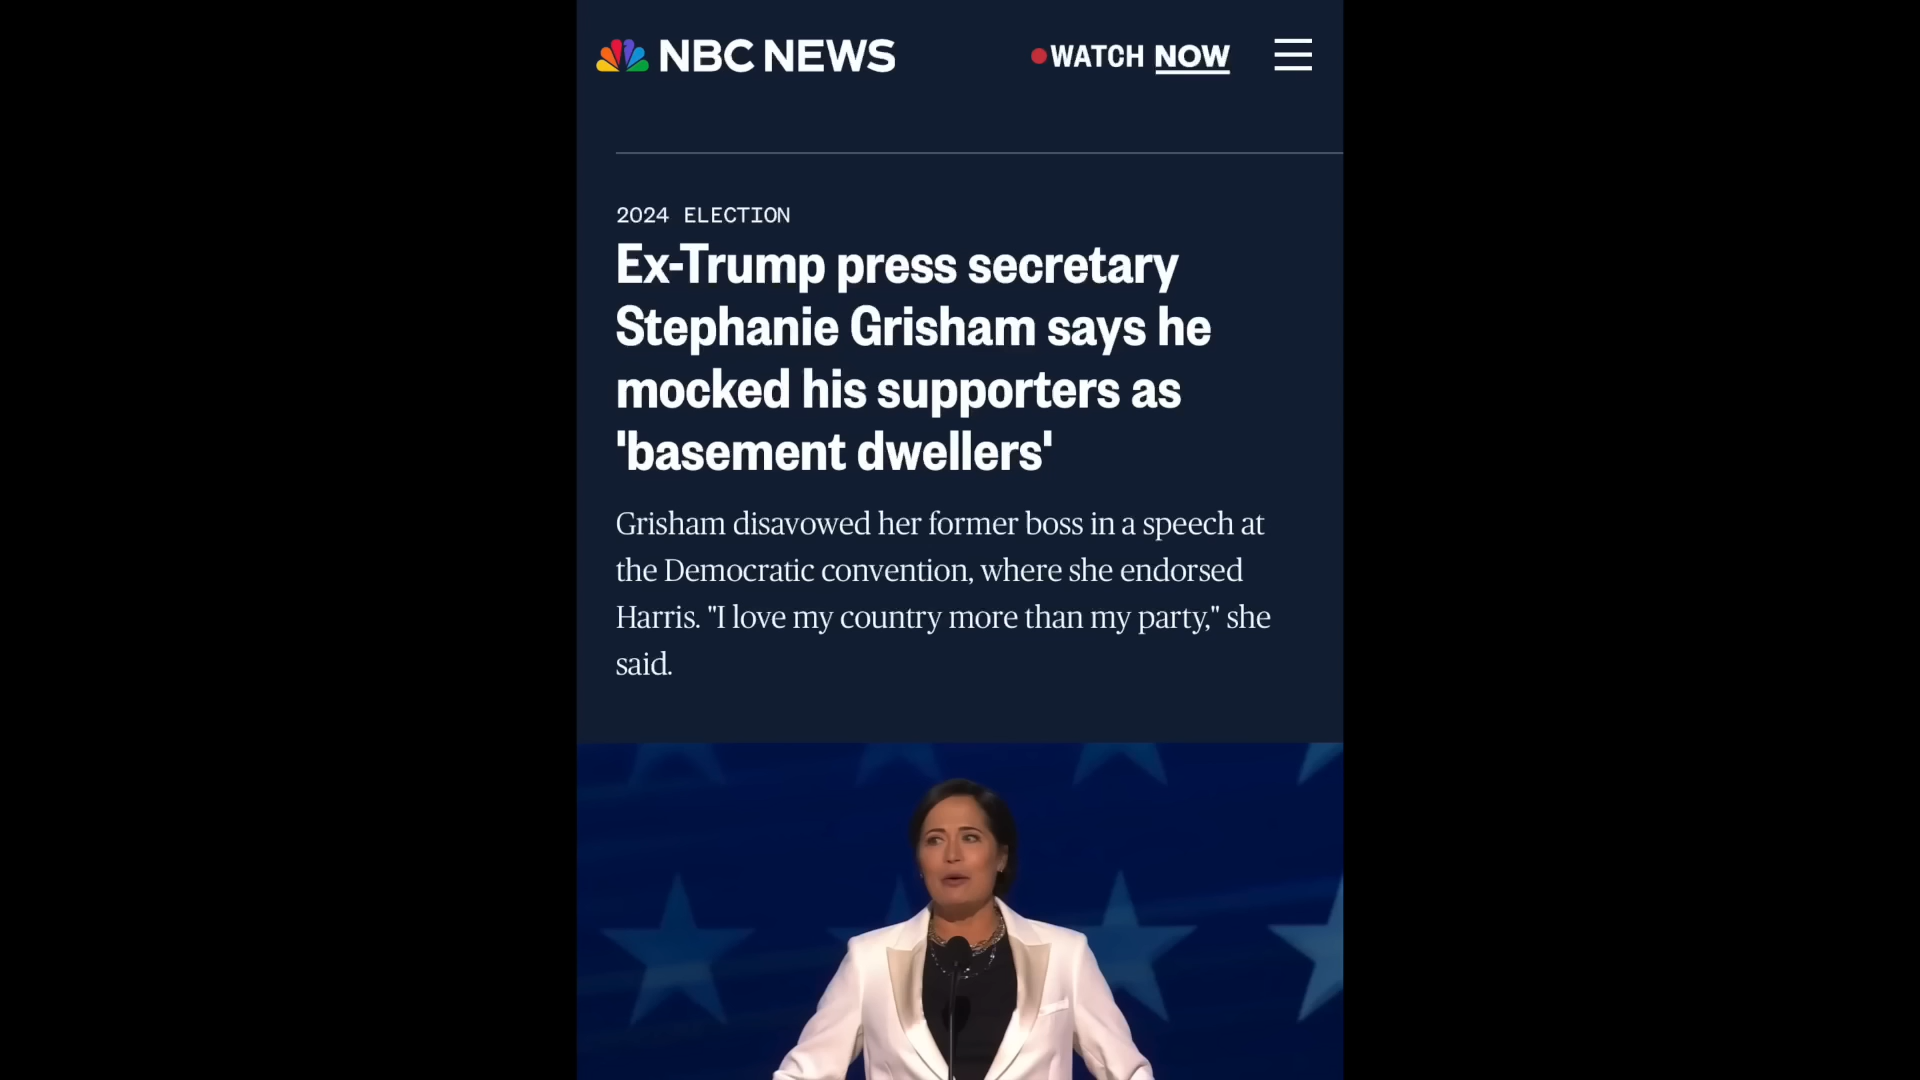 NBC NEWS
WATCH NOW
2024 ELECTION
Ex-Trump press secretary
Stephanie Grisham says he
mocked his supporters as
'basement dwellers'
Grisham disavowed her former boss in a speech at
the Democratic convention, where she endorsed
Harris. "I love my country more than my party," she
said.